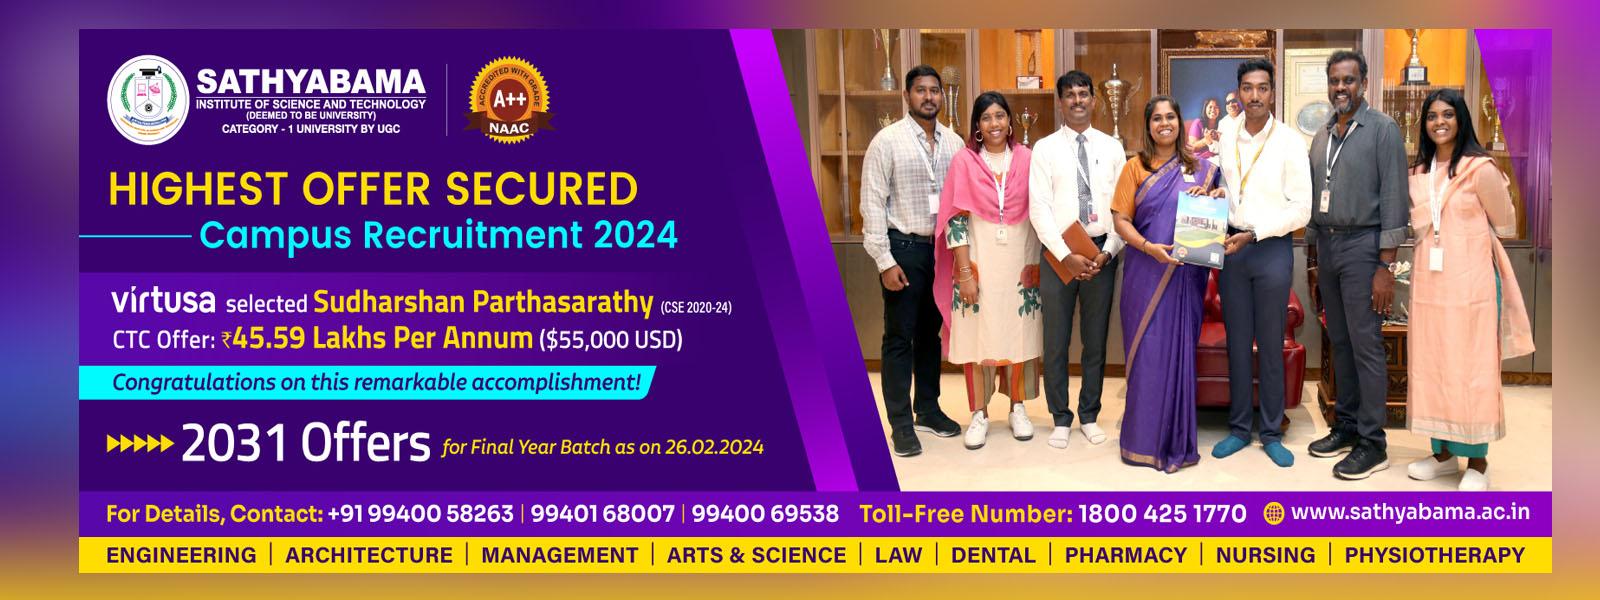 SATHYABAMA
INSTITUTE OF SCIENCE AND TECHNOLOGY
(DEEMED TO BE UNIVERSITY)
CATEGORY - 1 UNIVERSITY BY UGC
ACCREDITED WITH GRADE
A++
NAAC
HIGHEST OFFER SECURED
Campus Recruitment 2024
virtusa selected Sudharshan Parthasarathy (CSE 2020-24)
CTC Offer: ₹45.59 Lakhs Per Annum ($55,000 USD)
Congratulations on this remarkable accomplishment!
2031 Offers for Final Year Batch as on 26.02.2024
For Details, Contact: +91 99400 58263 | 99401 68007 | 99400 69538 Toll-Free Number: 1800 425 1770 www.sathyabama.ac.in
ENGINEERING | ARCHITECTURE | MANAGEMENT | ARTS & SCIENCE | LAW | DENTAL | PHARMACY | NURSING | PHYSIOTHERAPY